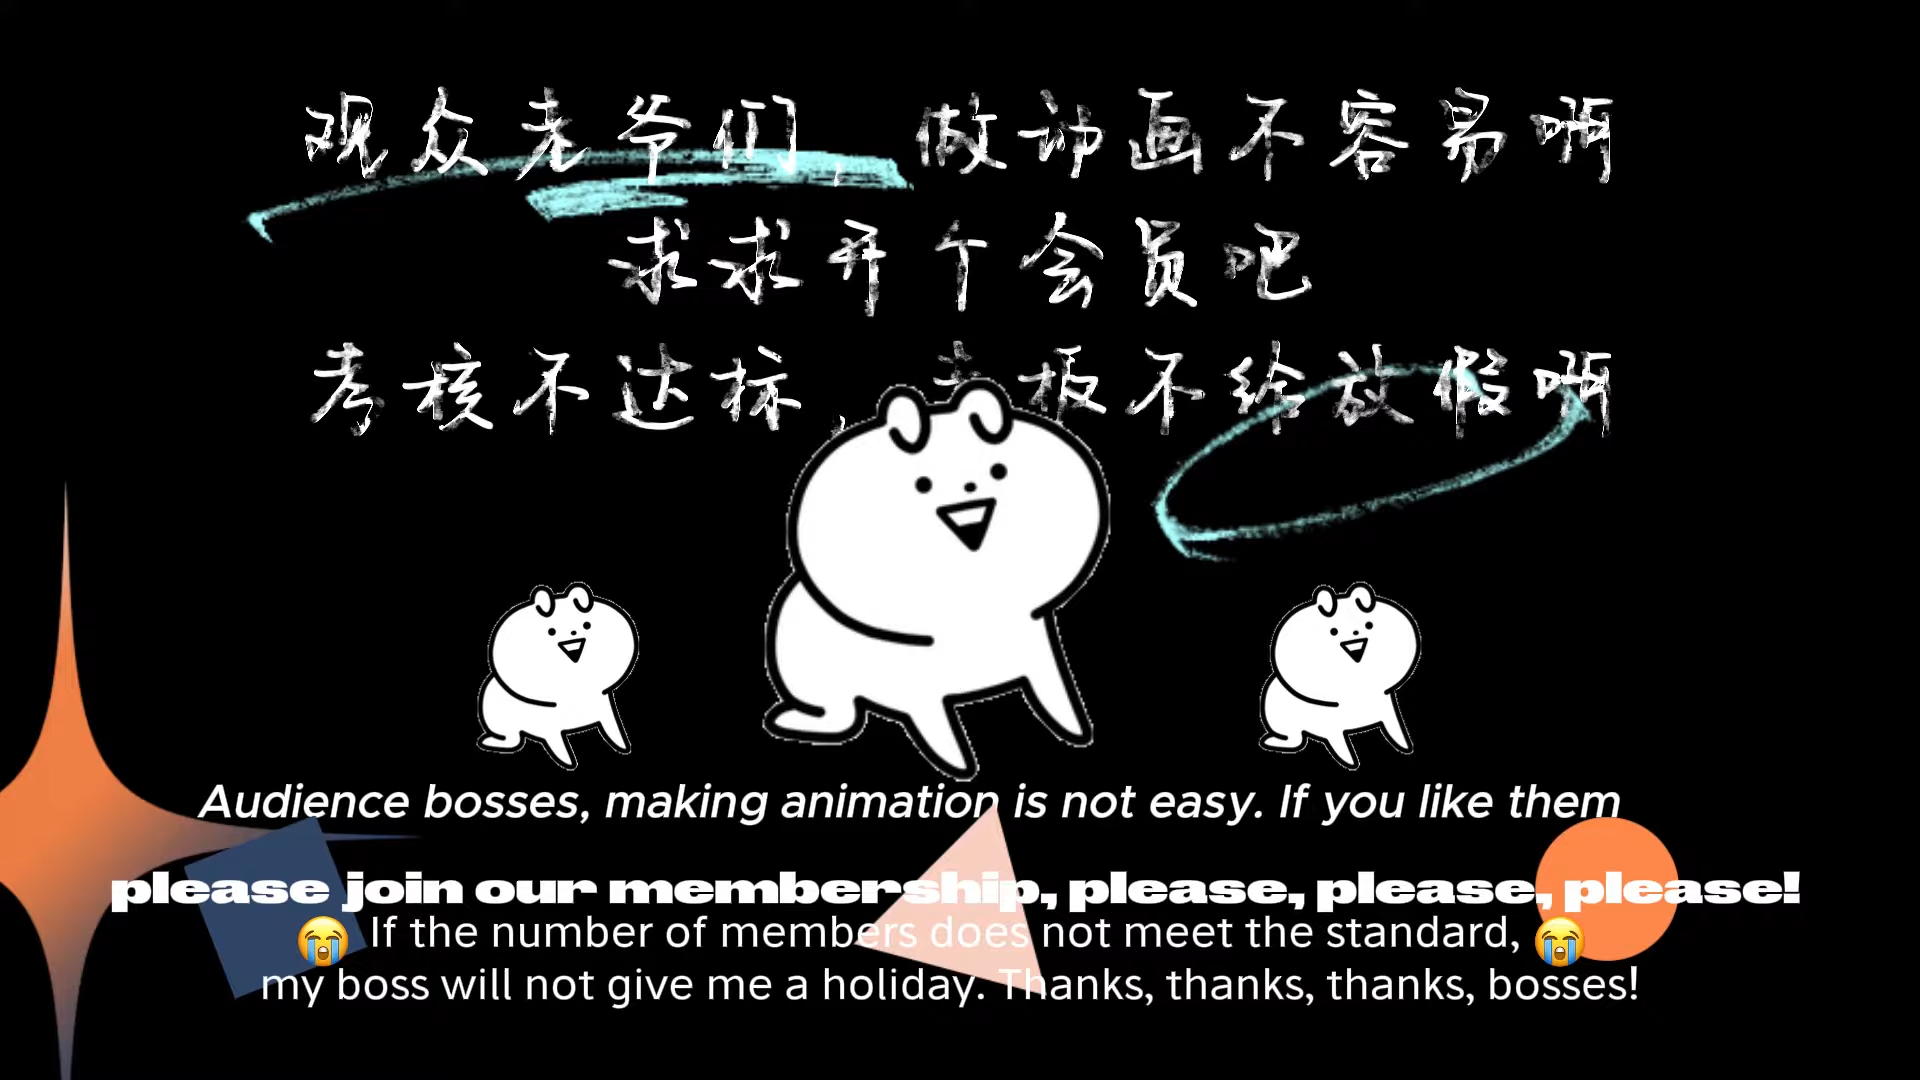 观众老爷们，做动画不容易啊
求求开个会员吧
考核不达标，老板不给放假啊
Audience bosses, making animation is not easy. If you like them
please join our membership, please, please, please!
😭 If the number of members does not meet the standard, 😭
my boss will not give me a holiday. Thanks, thanks, thanks, bosses!